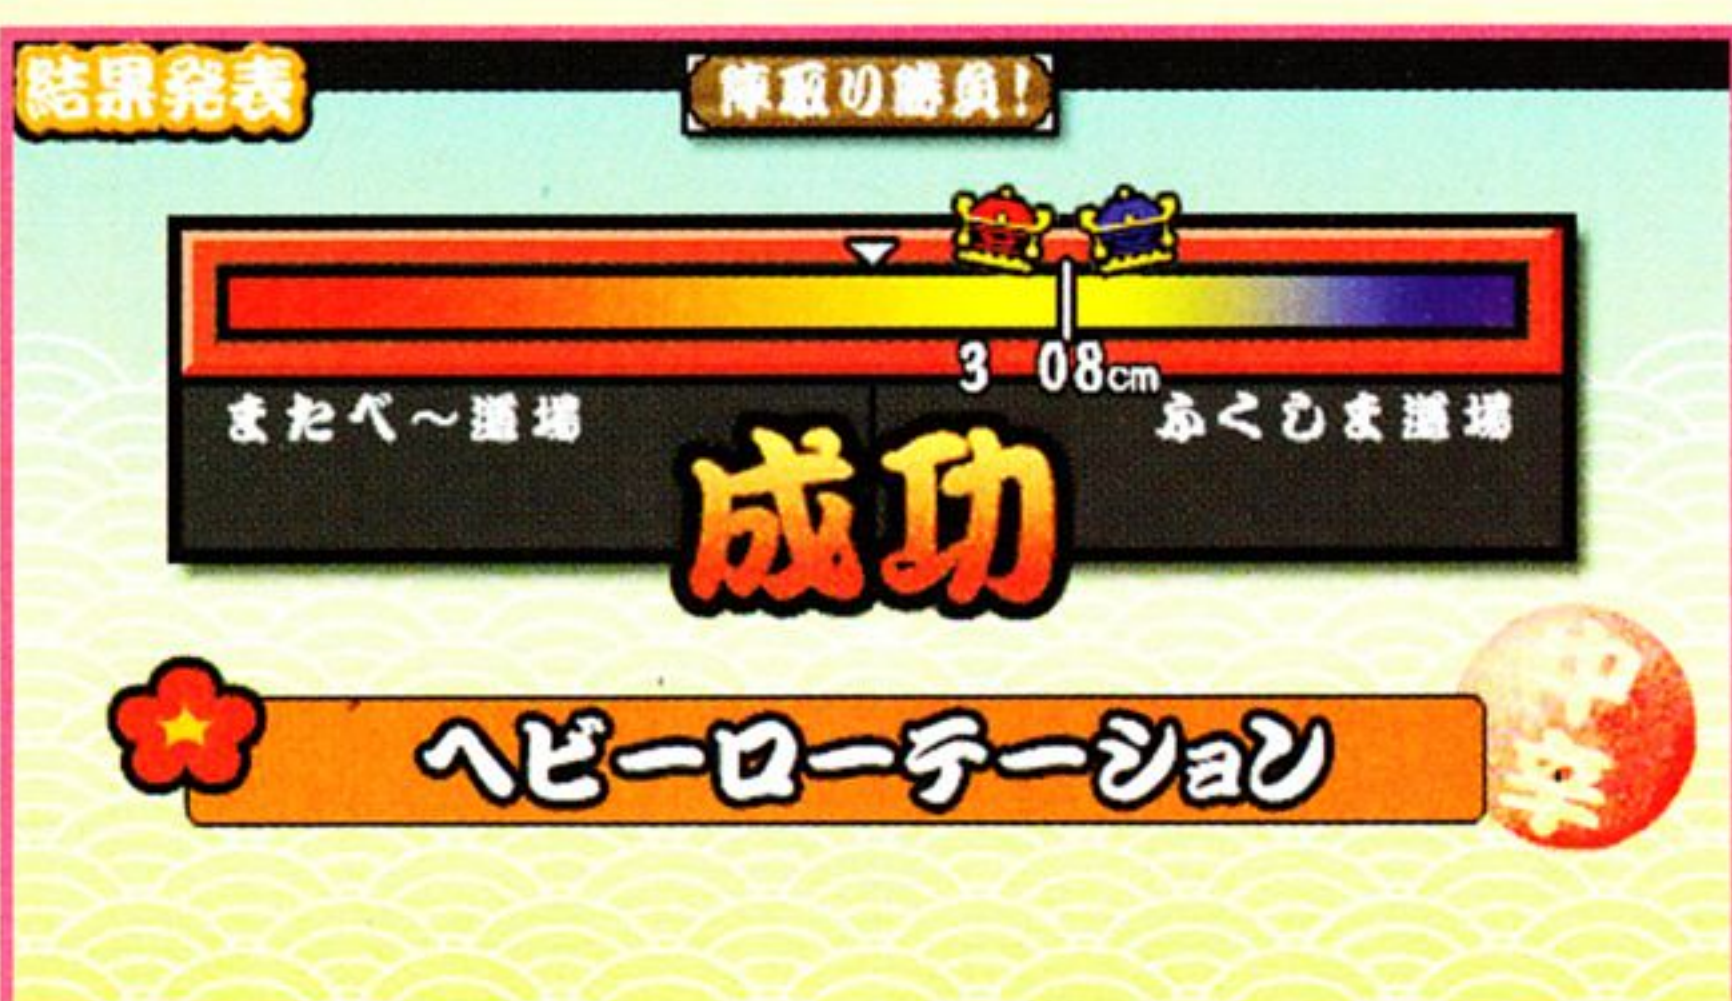 結果発表
陣取り勝負!
3 08cm
またべ～道場
ふくしま道場
成功
ヘビーローテーション